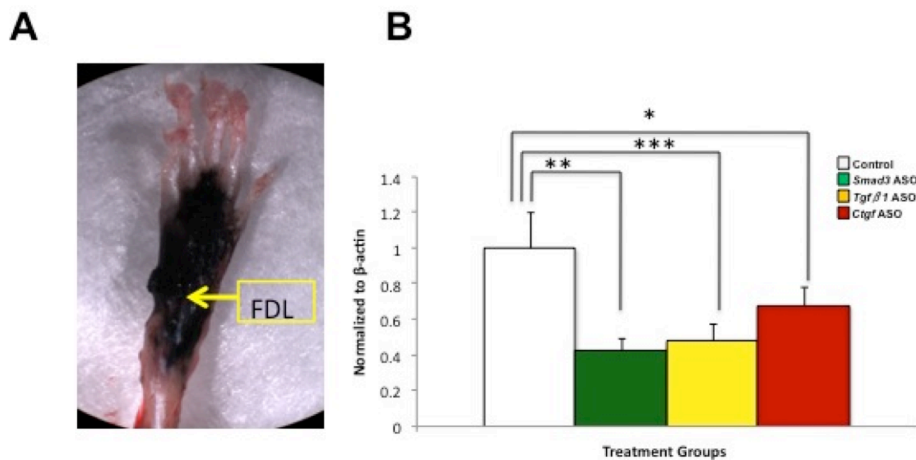 A
B
FDL
*
***
**
1.4
1.2
1
0.8
0.6
0.4
0.2
0
Normalized to β-actin
Treatment Groups
Control
Smad3 ASO
Tgfβ1 ASO
Ctgf ASO